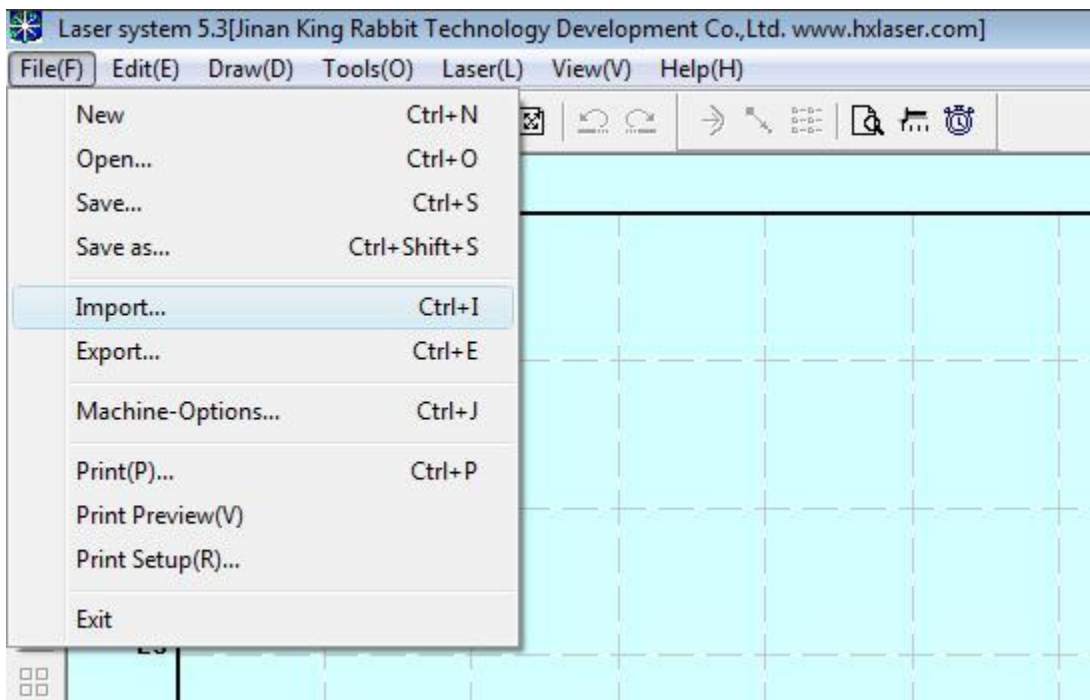 Laser system 5.3[Jinan King Rabbit Technology Development Co.,Ltd. www.hxlaser.com]
File(F) Edit(E) Draw(D) Tools(O) Laser(L) View(V) Help(H)
New Ctrl+N
Open... Ctrl+O
Save... Ctrl+S
Save as... Ctrl+Shift+S
Import... Ctrl+I
Export... Ctrl+E
Machine-Options... Ctrl+J
Print(P)... Ctrl+P
Print Preview(V)
Print Setup(R)...
Exit